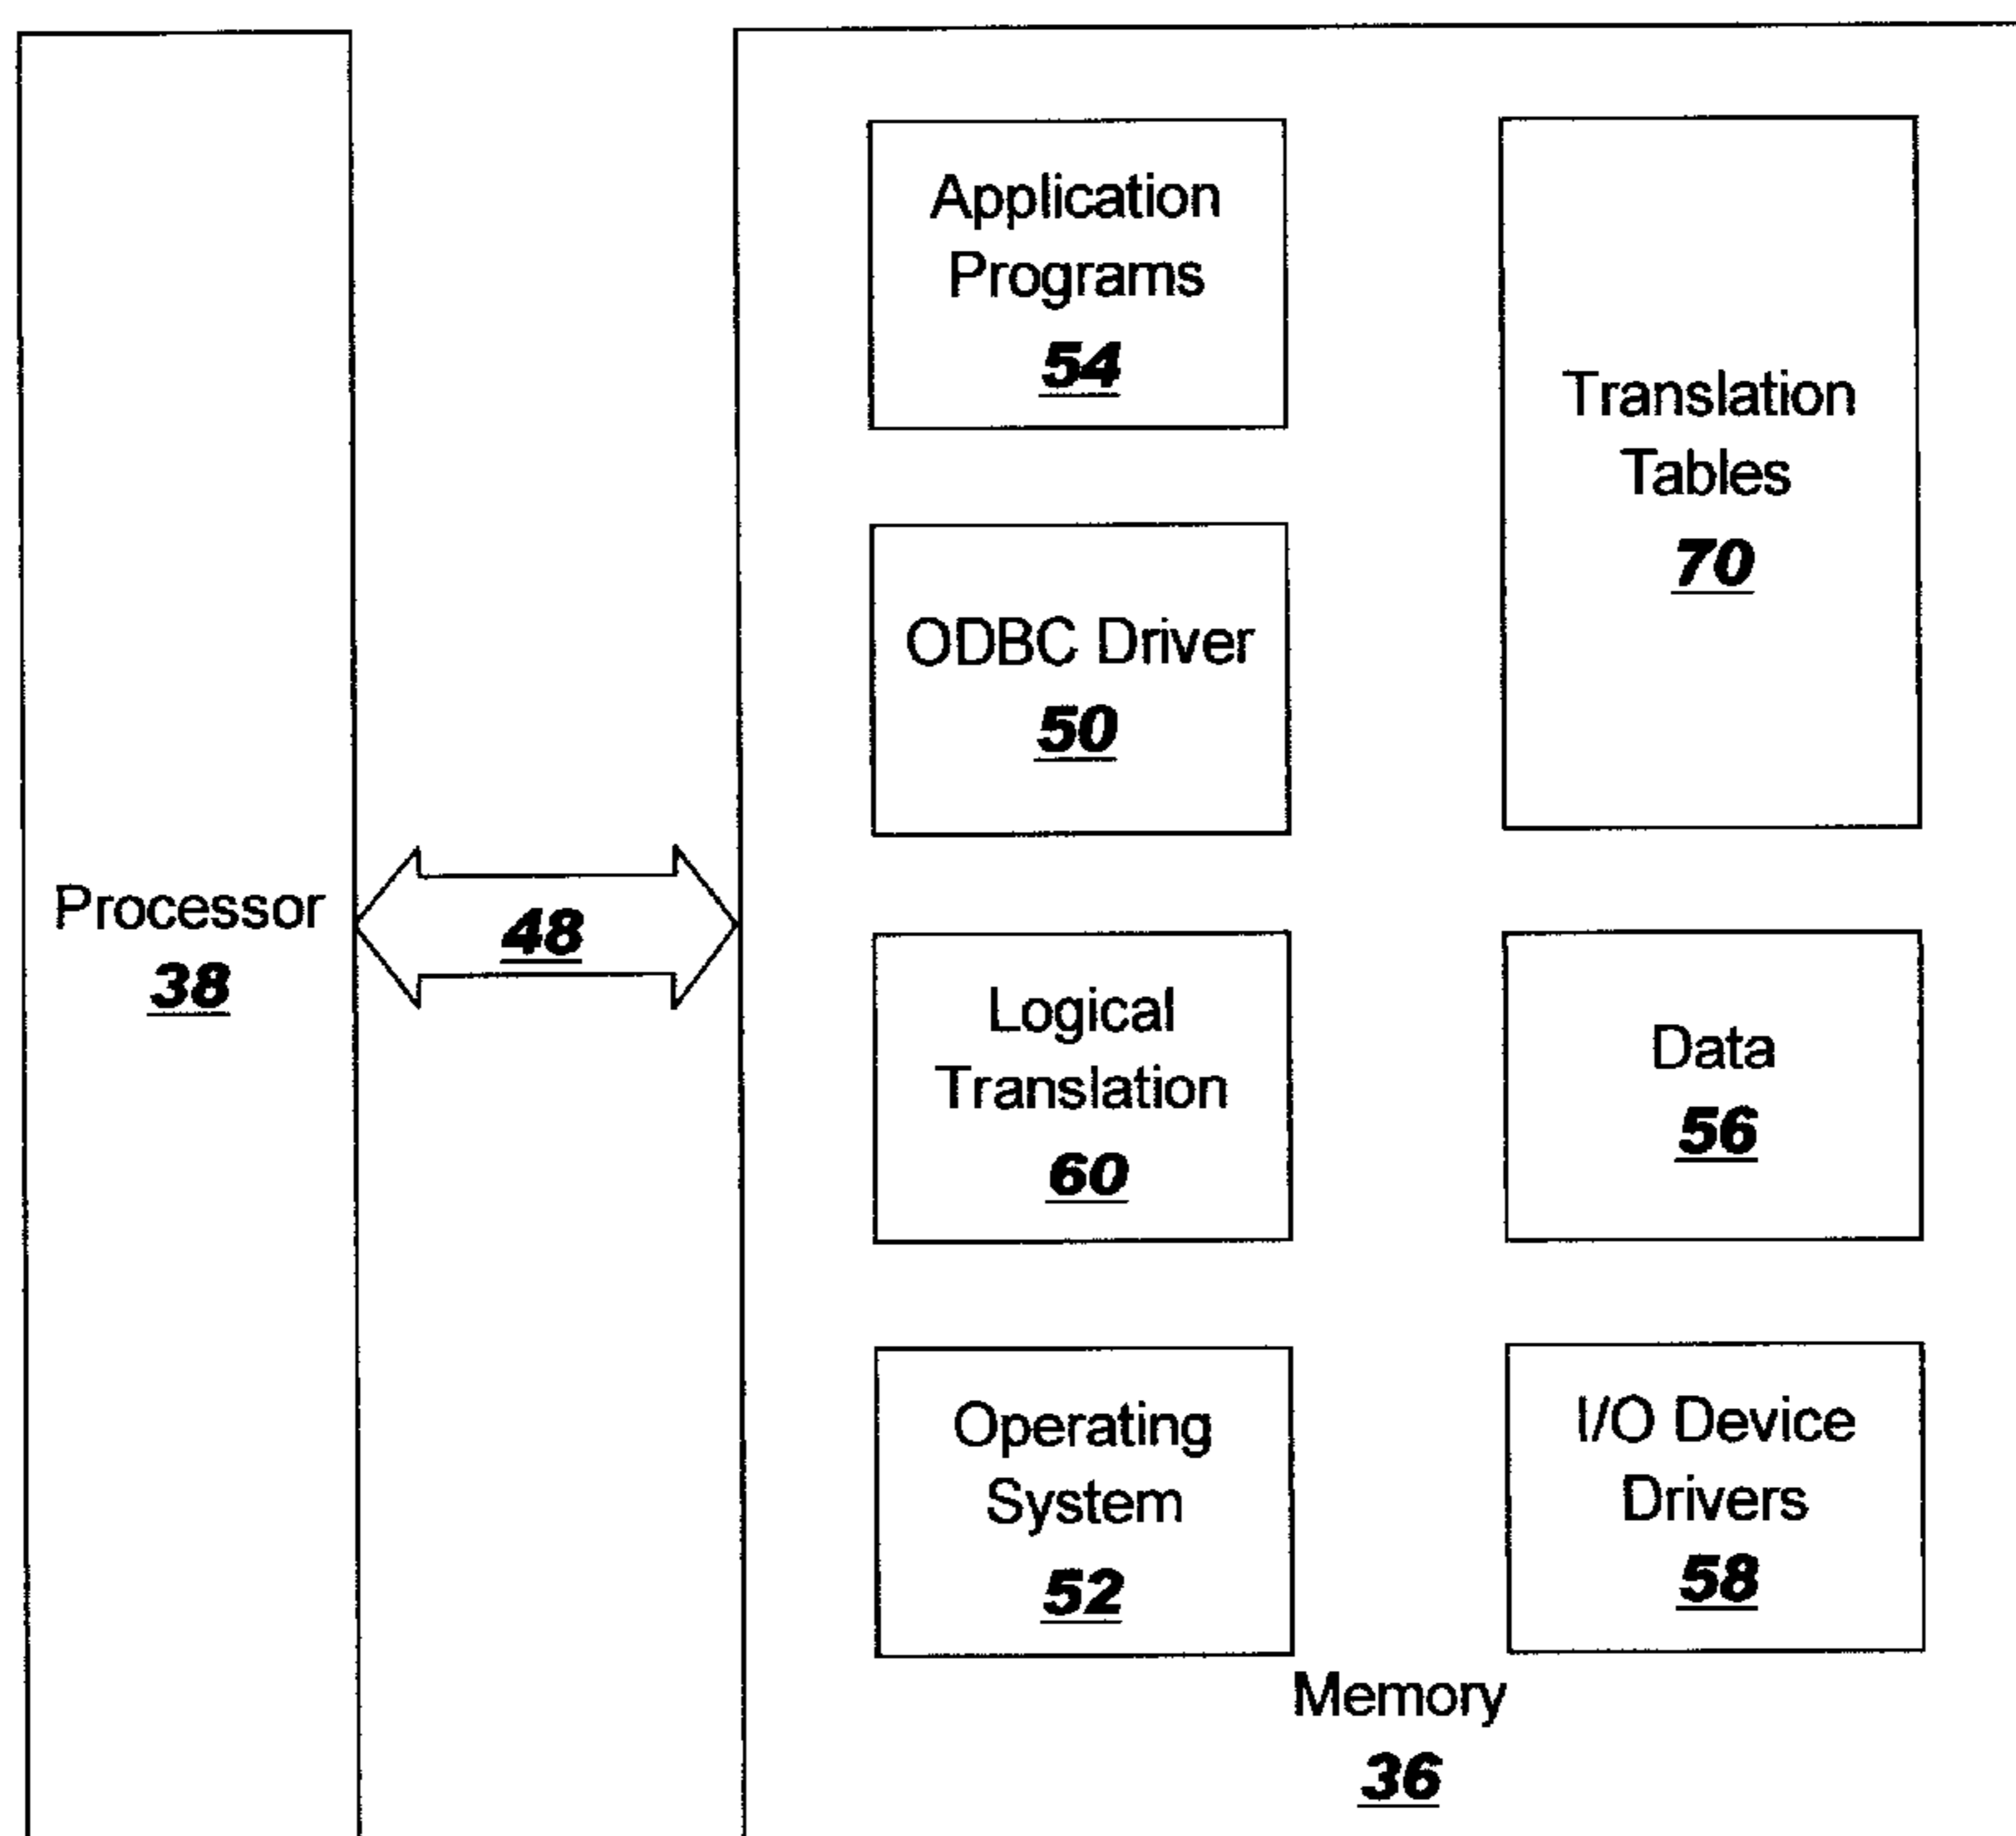 Processor
38
48
Application
Programs
54
ODBC Driver
50
Logical
Translation
60
Operating
System
52
Translation
Tables
70
Data
56
I/O Device
Drivers
58
Memory
36